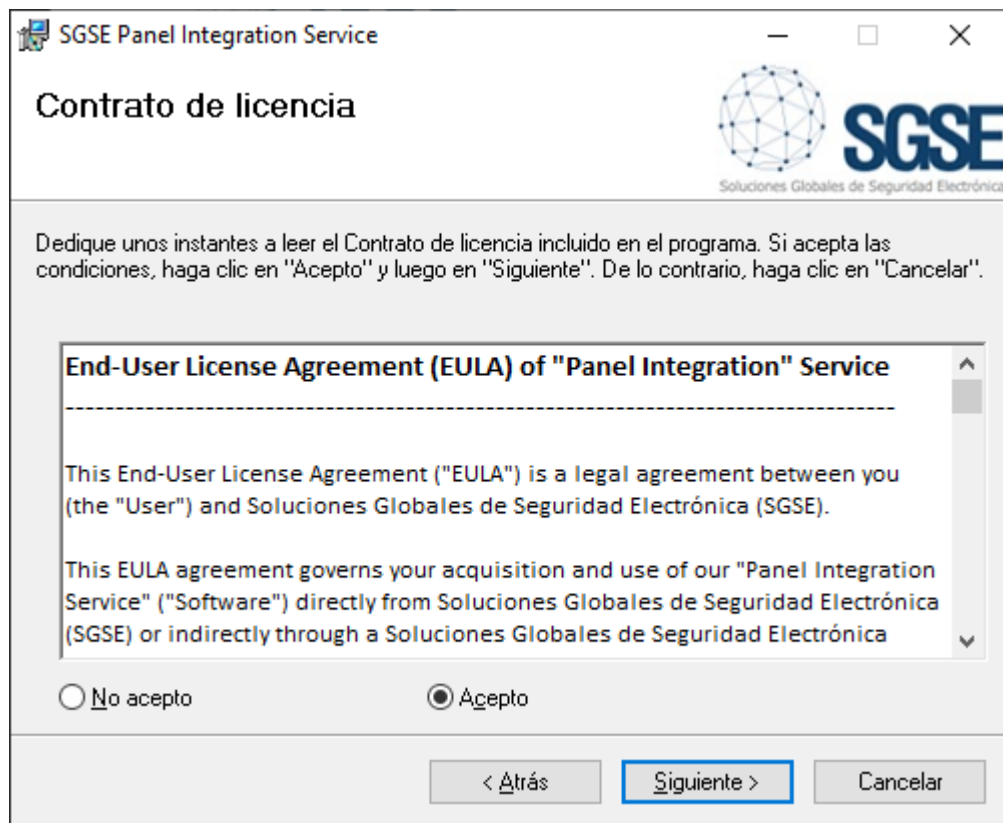 SGSE Panel Integration Service
Contrato de licencia
SGSE
Soluciones Globales de Seguridad Electrónica
Dedique unos instantes a leer el Contrato de licencia incluido en el programa. Si acepta las
condiciones, haga clic en "Acepto" y luego en "Siguiente". De lo contrario, haga clic en "Cancelar".
End-User License Agreement (EULA) of "Panel Integration" Service
-----------------------------------------------------------------------------------
This End-User License Agreement ("EULA") is a legal agreement between you
(the "User") and Soluciones Globales de Seguridad Electrónica (SGSE).
This EULA agreement governs your acquisition and use of our "Panel Integration
Service" ("Software") directly from Soluciones Globales de Seguridad Electrónica
(SGSE) or indirectly through a Soluciones Globales de Seguridad Electrónica
No acepto
Acepto
< Atrás
Siguiente >
Cancelar